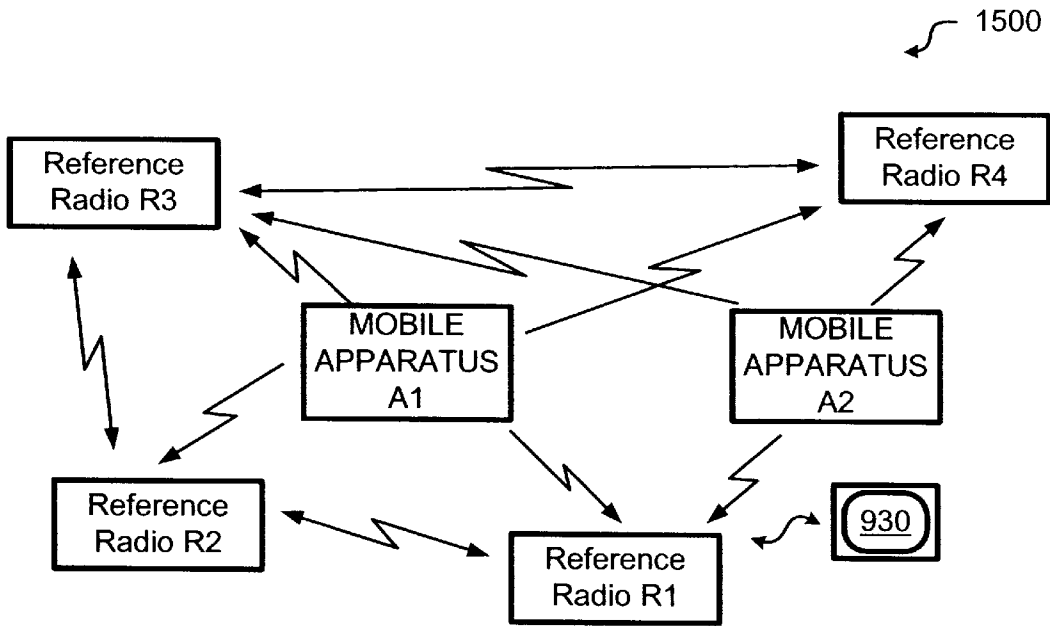 1500
Reference
Radio R3
Reference
Radio R4
MOBILE
APPARATUS
A1
MOBILE
APPARATUS
A2
Reference
Radio R2
Reference
Radio R1
930